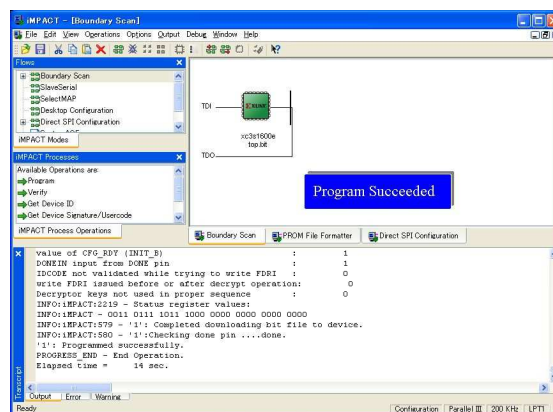 iMPACT - [Boundary Scan]
File Edit View Operations Options Output Debug Window Help
Flows
Boundary Scan
SlaveSerial
SelectMAP
Desktop Configuration
Direct SPI Configuration
iMPACT Modes
iMPACT Processes
Available Operations are:
Program
Verify
Get Device ID
Get Device Signature/Usercode
iMPACT Process Operations
TDI
XILINX
xc3s1600e
top.bit
TDO
Program Succeeded
Boundary Scan PROM File Formatter Direct SPI Configuration
value of CFG_RDY (INIT_B) : 1
DONEIN input from DONE pin : 1
IDCODE not validated while trying to write FDRI : 0
write FDRI issued before or after decrypt operation: 0
Decryptor keys not used in proper sequence : 0
INFO:iMPACT:2219 - Status register values:
INFO:iMPACT - 0011 0111 1011 1000 0000 0000 0000 0000
INFO:iMPACT:579 - '1': Completed downloading bit file to device.
INFO:iMPACT:580 - '1':Checking done pin ....done.
'1': Programmed successfully.
PROGRESS_END - End Operation.
Elapsed time = 14 sec.
Transcript
Output Error Warning
Ready Configuration Parallel III 200 KHz LPT1